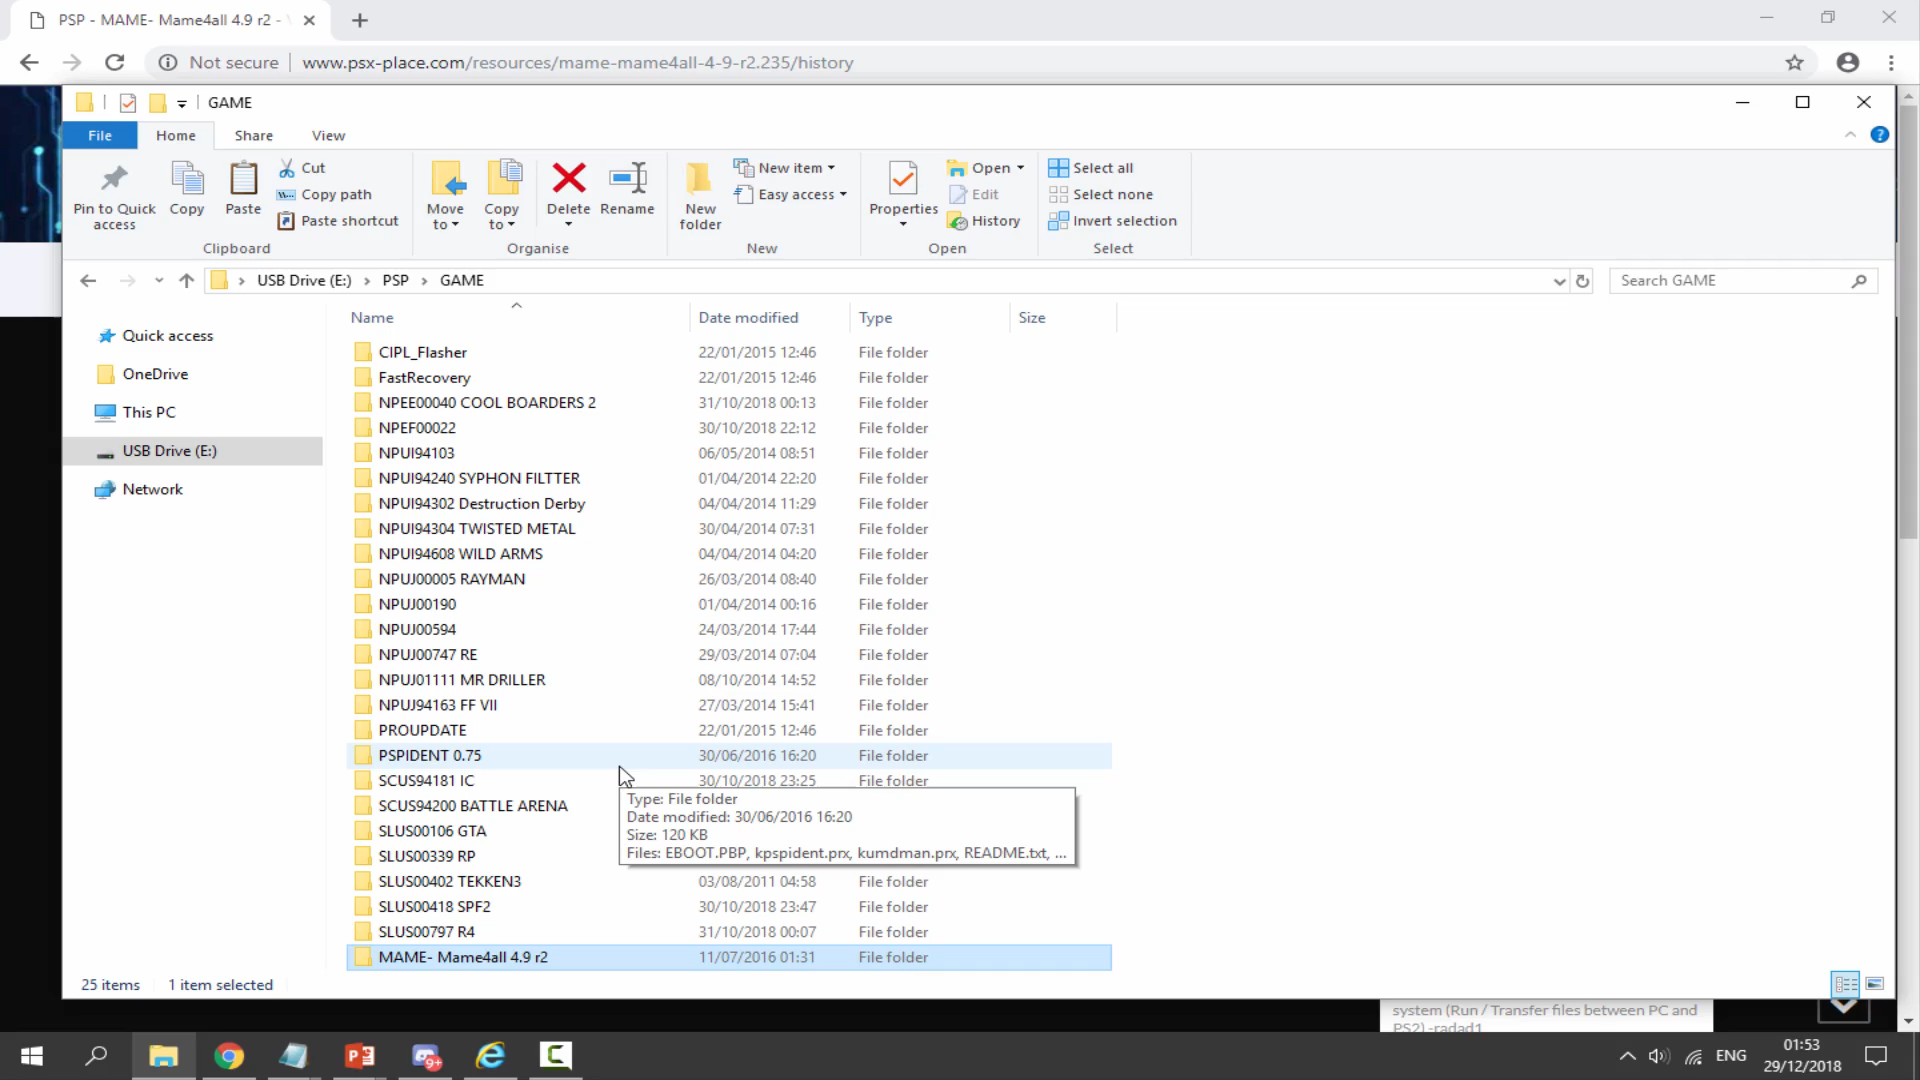 PSP - MAME- Mame4all 4.9 r2 -
Not secure
www.psx-place.com/resources/mame-mame4all-4-9-r2.235/history
GAME
File
Home
Share
View
Pin to Quick access
Copy
Paste
Cut
Copy path
Paste shortcut
Clipboard
Move to
Copy to
Delete
Rename
Organise
New folder
New item
Easy access
New
Properties
Open
Edit
History
Open
Select all
Select none
Invert selection
Select
USB Drive (E:)
PSP
GAME
Search GAME
Quick access
OneDrive
This PC
USB Drive (E:)
Network
Name Date modified Type Size
CIPL_Flasher 22/01/2015 12:46 File folder
FastRecovery 22/01/2015 12:46 File folder
NPEE00040 COOL BOARDERS 2 31/10/2018 00:13 File folder
NPEF00022 30/10/2018 22:12 File folder
NPUI94103 06/05/2014 08:51 File folder
NPUI94240 SYPHON FILTTER 01/04/2014 22:20 File folder
NPUI94302 Destruction Derby 04/04/2014 11:29 File folder
NPUI94304 TWISTED METAL 30/04/2014 07:31 File folder
NPUI94608 WILD ARMS 04/04/2014 04:20 File folder
NPUJ00005 RAYMAN 26/03/2014 08:40 File folder
NPUJ00190 01/04/2014 00:16 File folder
NPUJ00594 24/03/2014 17:44 File folder
NPUJ00747 RE 29/03/2014 07:04 File folder
NPUJ01111 MR DRILLER 08/10/2014 14:52 File folder
NPUJ94163 FF VII 27/03/2014 15:41 File folder
PROUPDATE 22/01/2015 12:46 File folder
PSPIDENT 0.75 30/06/2016 16:20 File folder
SCUS94181 IC 30/10/2018 23:25 File folder
SCUS94200 BATTLE ARENA
SLUS00106 GTA
SLUS00339 RP
SLUS00402 TEKKEN3 03/08/2011 04:58 File folder
SLUS00418 SPF2 30/10/2018 23:47 File folder
SLUS00797 R4 31/10/2018 00:07 File folder
MAME- Mame4all 4.9 r2 11/07/2016 01:31 File folder
Type: File folder
Date modified: 30/06/2016 16:20
Size: 120 KB
Files: EBOOT.PBP, kpspident.prx, kumdman.prx, README.txt, ...
25 items
1 item selected
system (Run / Transfer files between PC and
PS2) -radad1
9+
ENG
01:53
29/12/2018